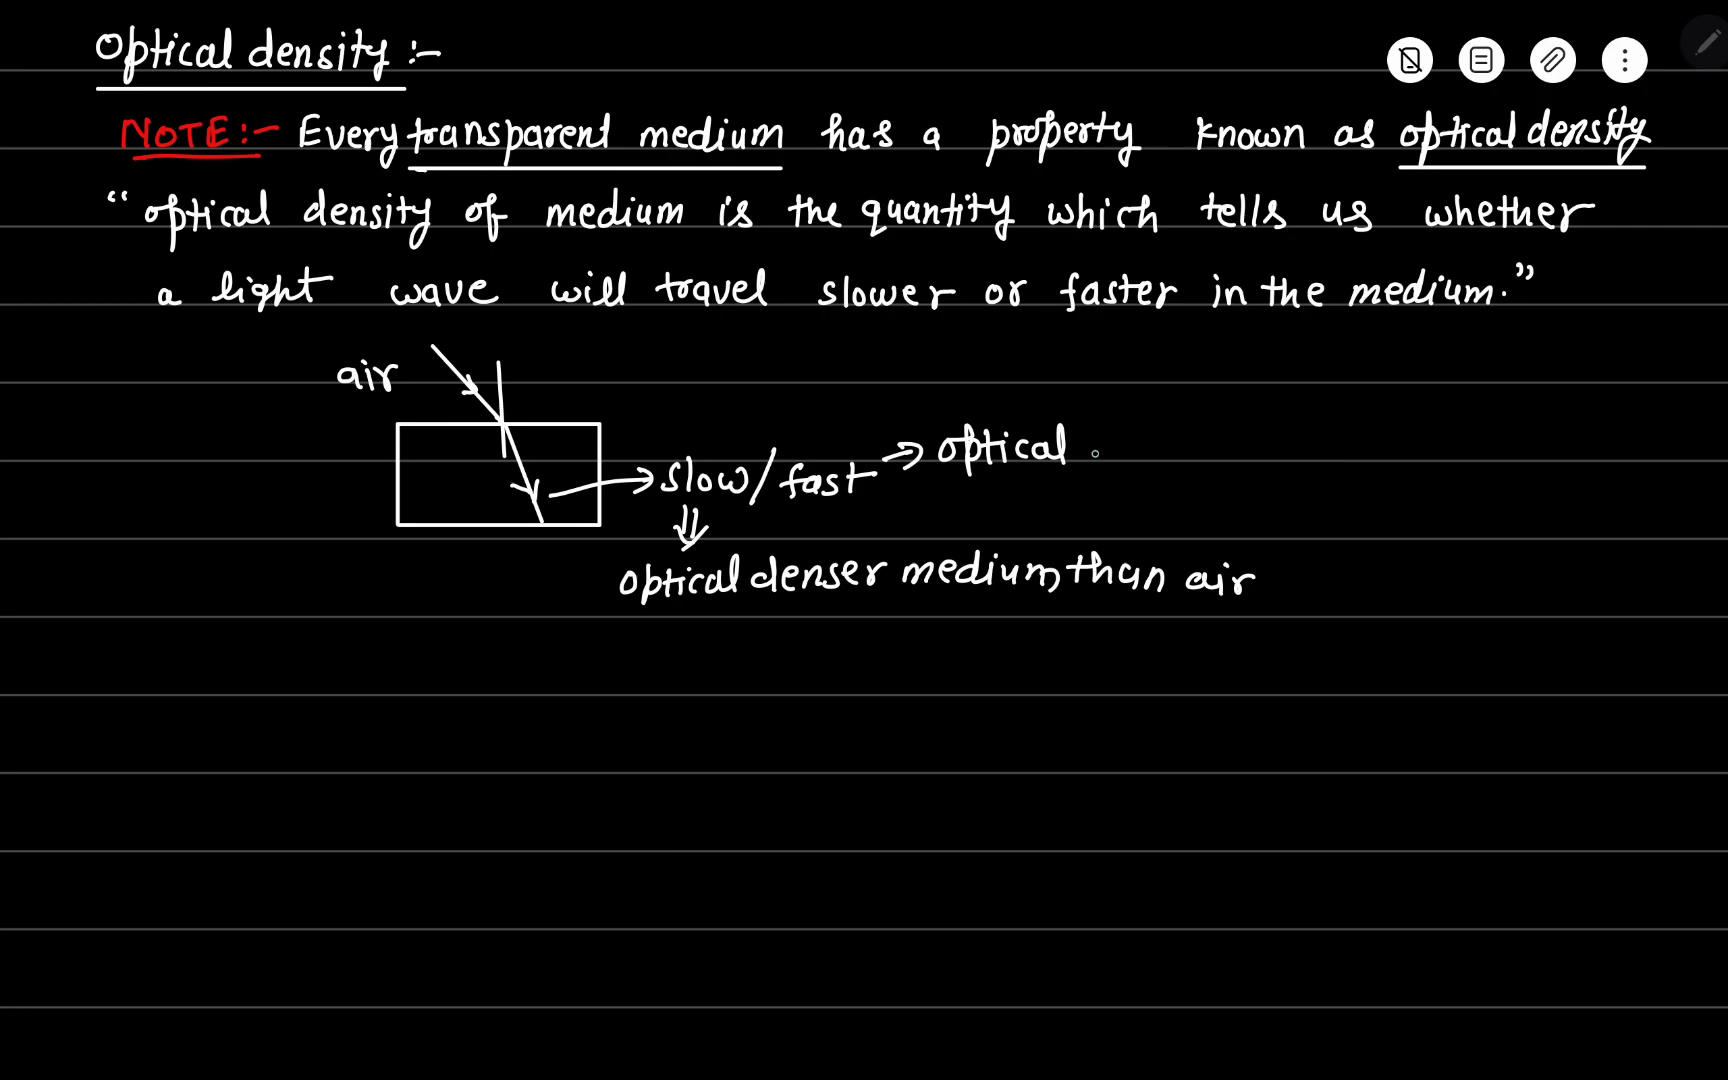 Optical density :-
NOTE:- Every transparent medium has a property known as optical density
“ optical density of medium is the quantity which tells us whether
a light wave will travel slower or faster in the medium.”
air
→ slow/fast → optical
⇓
optical denser medium than air